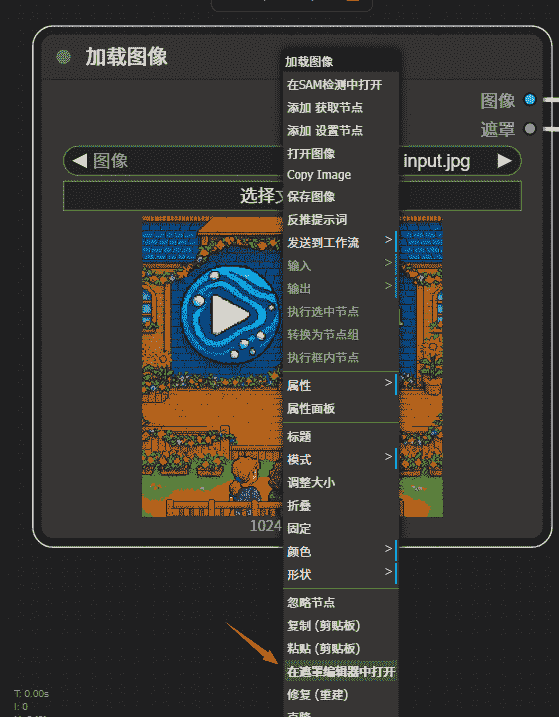 加载图像
图像
遮罩
图像 input.jpg
选择文
1024
加载图像
在SAM检测中打开
添加 获取节点
添加 设置节点
打开图像
Copy Image
保存图像
反推提示词
发送到工作流 >
输入 >
输出 >
执行选中节点
转换为节点组
执行框内节点
属性 >
属性面板
标题
模式 >
调整大小
折叠
固定
颜色 >
形状 >
忽略节点
复制 (剪贴板)
粘贴 (剪贴板)
在遮罩编辑器中打开
修复 (重建)
克隆
T: 0.00s
I: 0